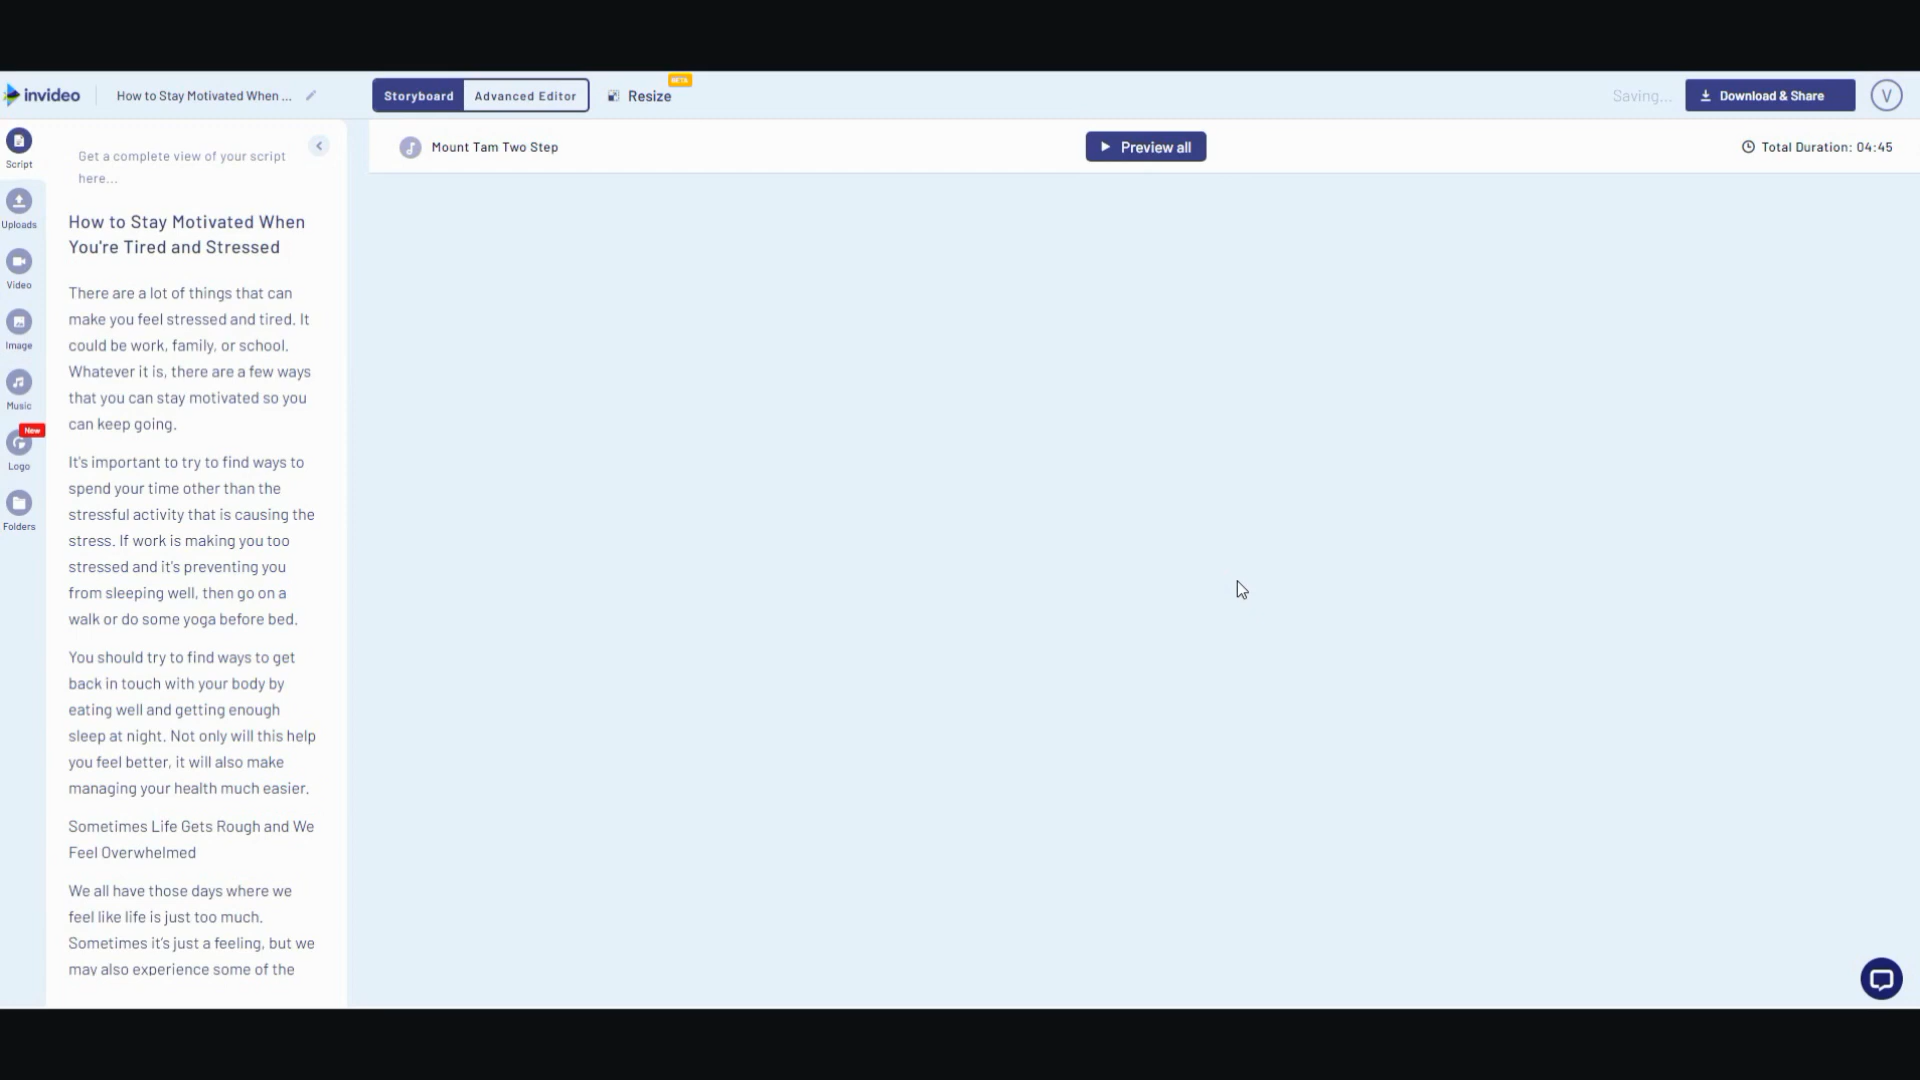 invideo
How to Stay Motivated When ...
Storyboard
Advanced Editor
Resize
BETA
Saving...
Download & Share
V
Script
Uploads
Video
Image
Music
New
Logo
Folders
Get a complete view of your script
here...
How to Stay Motivated When
You're Tired and Stressed
There are a lot of things that can
make you feel stressed and tired. It
could be work, family, or school.
Whatever it is, there are a few ways
that you can stay motivated so you
can keep going.
It's important to try to find ways to
spend your time other than the
stressful activity that is causing the
stress. If work is making you too
stressed and it's preventing you
from sleeping well, then go on a
walk or do some yoga before bed.
You should try to find ways to get
back in touch with your body by
eating well and getting enough
sleep at night. Not only will this help
you feel better, it will also make
managing your health much easier.
Sometimes Life Gets Rough and We
Feel Overwhelmed
We all have those days where we
feel like life is just too much.
Sometimes it's just a feeling, but we
may also experience some of the
Mount Tam Two Step
Preview all
Total Duration: 04:45